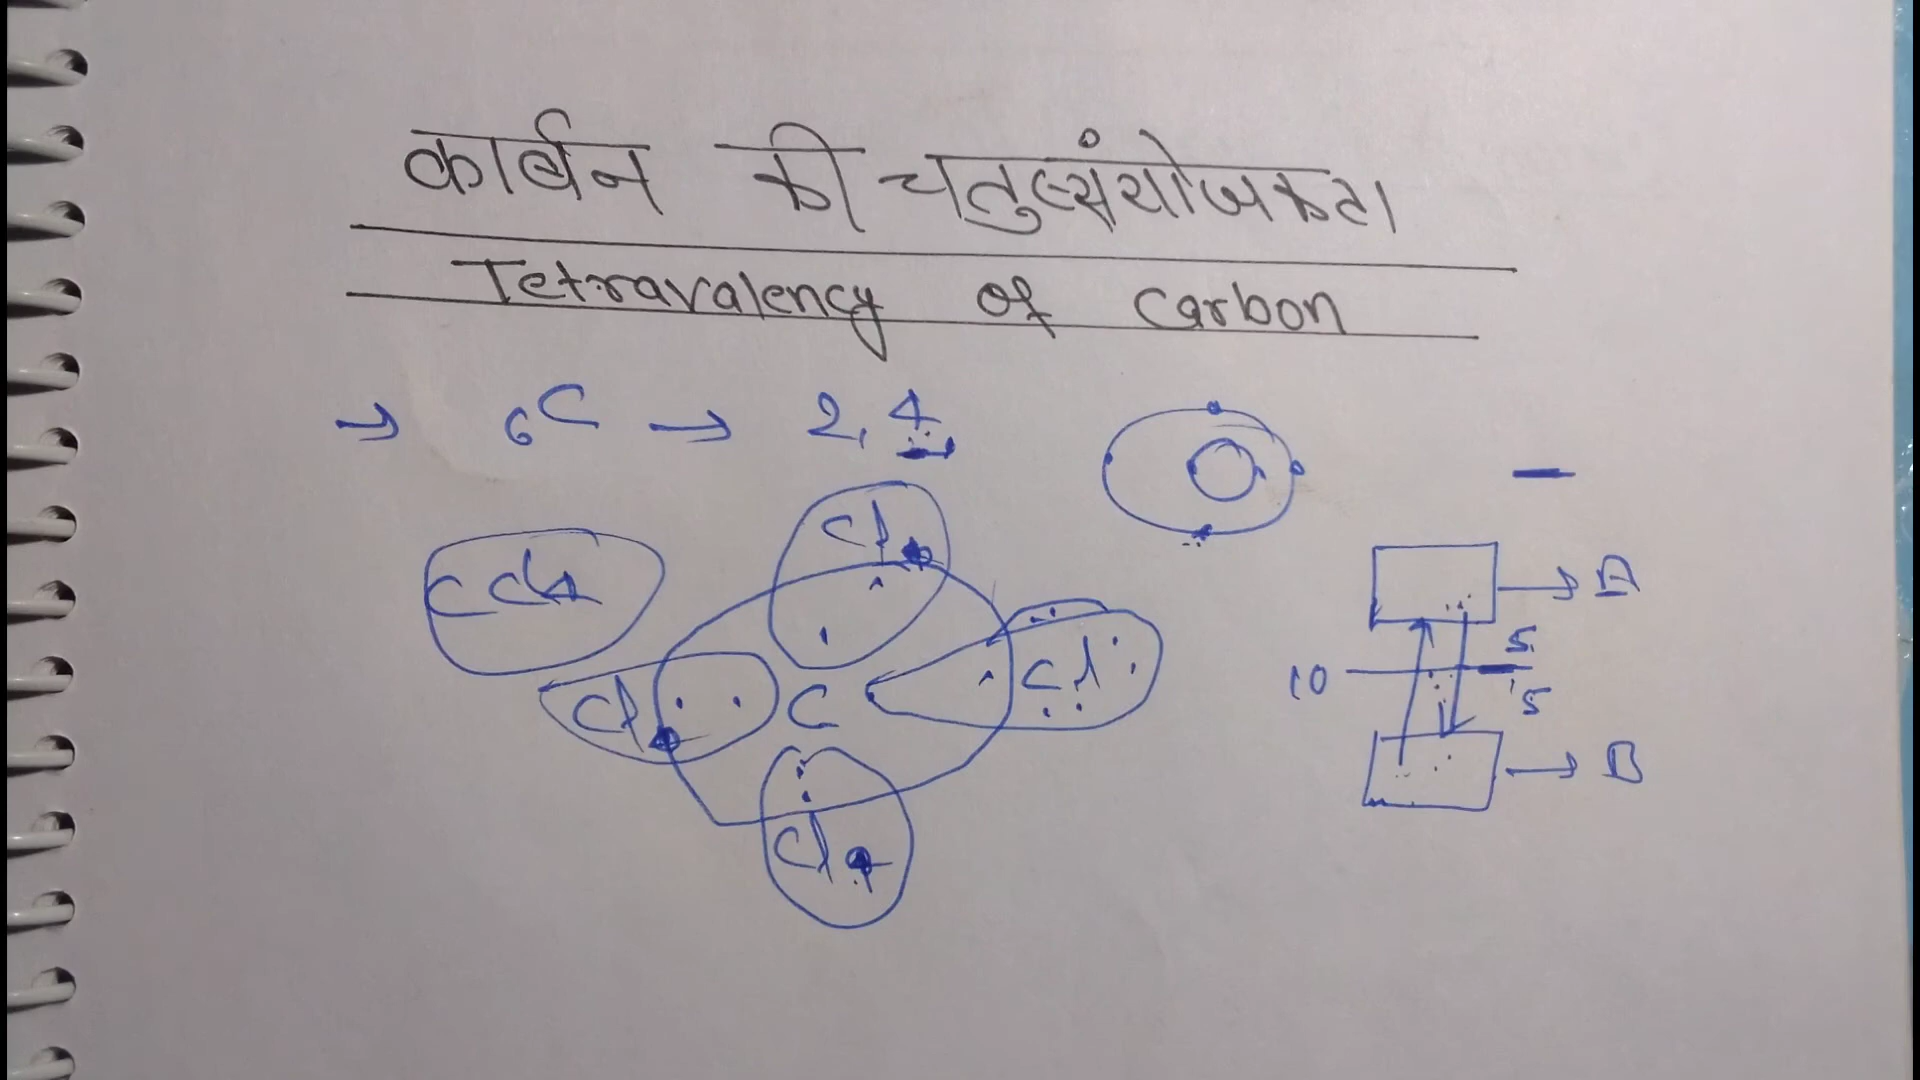 कार्बन की चतुस्संयोजकता
Tetravalency of Carbon
→ 6C → 2, 4
CCl4
Cl
Cl C Cl
Cl
→ A
5
10
5
→ B